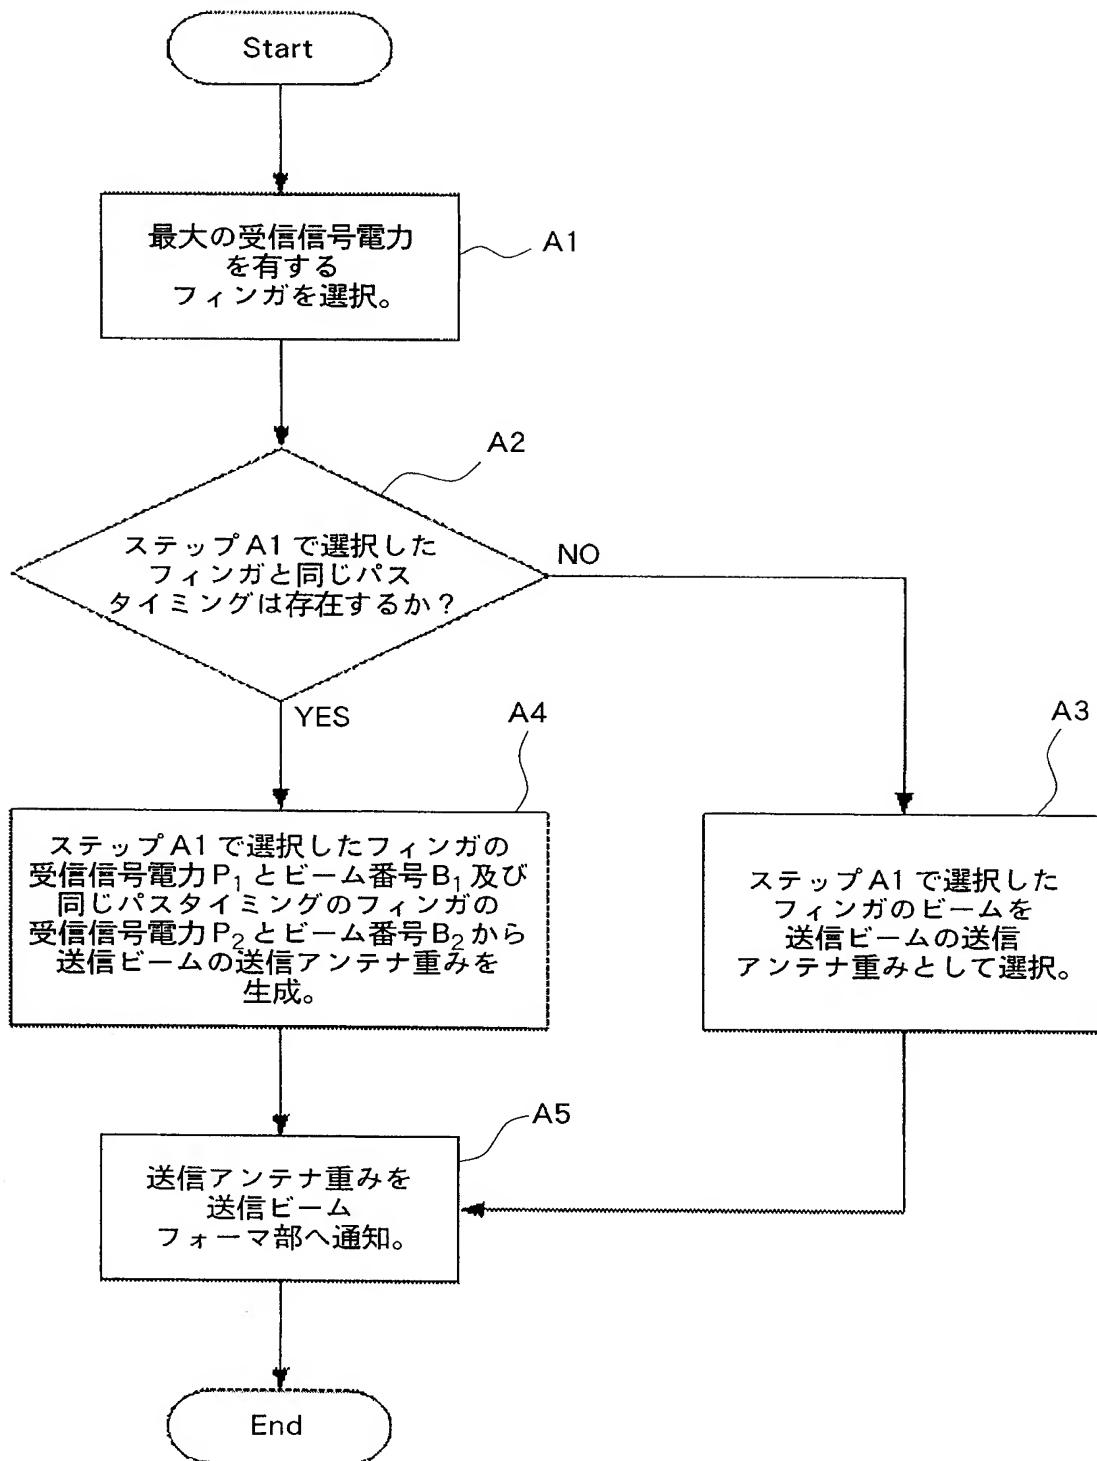 Start
最大の受信信号電力
を有する
フィンガを選択。
A1
A2
ステップA1で選択した
フィンガと同じパス
タイミングは存在するか？
NO
YES
A4
A3
ステップA1で選択したフィンガの
受信信号電力P₁とビーム番号B₁及び
同じパスタイミングのフィンガの
受信信号電力P₂とビーム番号B₂から
送信ビームの送信アンテナ重みを
生成。
ステップA1で選択した
フィンガのビームを
送信ビームの送信
アンテナ重みとして選択。
A5
送信アンテナ重みを
送信ビーム
フォーマ部へ通知。
End